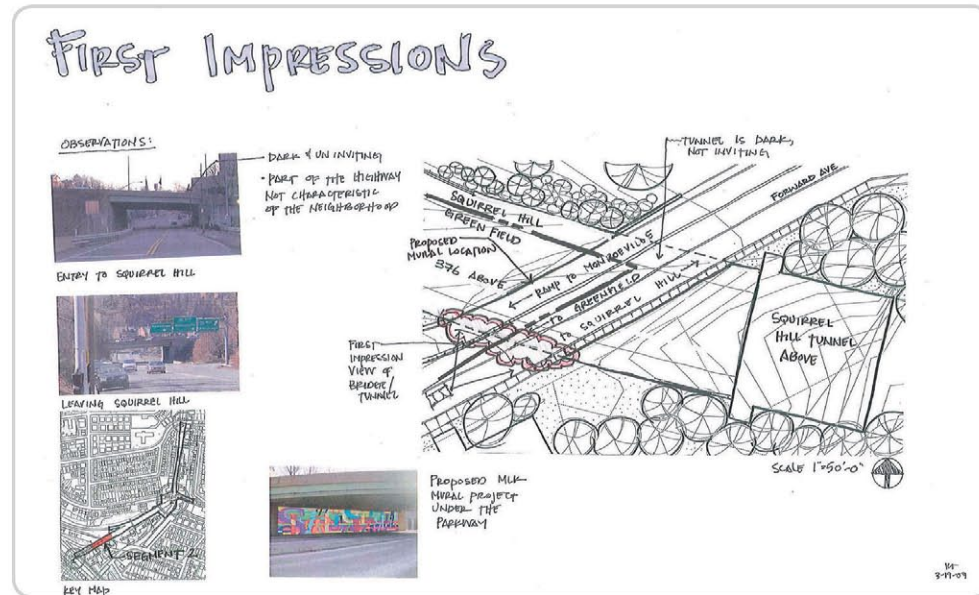 FIRST IMPRESSIONS
OBSERVATIONS:
DARK & UNINVITING
• PART OF THE HIGHWAY
NOT CHARACTERISTIC
OF THE NEIGHBORHOOD
ENTRY TO SQUIRREL HILL
LEAVING SQUIRREL HILL
SEGMENT 2
KEY MAP
TUNNEL IS DARK,
NOT INVITING
FORWARD AVE
SQUIRREL HILL
GREEN FIELD
PROPOSED
MURAL LOCATION
376 ABOVE
RAMP TO MONROEVILLE
TO GREENFIELD
TO SQUIRREL HILL
FIRST
IMPRESSION
VIEW OF
BRIDGE/
TUNNEL
SQUIRREL
HILL TUNNEL
ABOVE
SCALE 1"=50'-0"
PROPOSED MLK
MURAL PROJECT
UNDER THE
PARKWAY